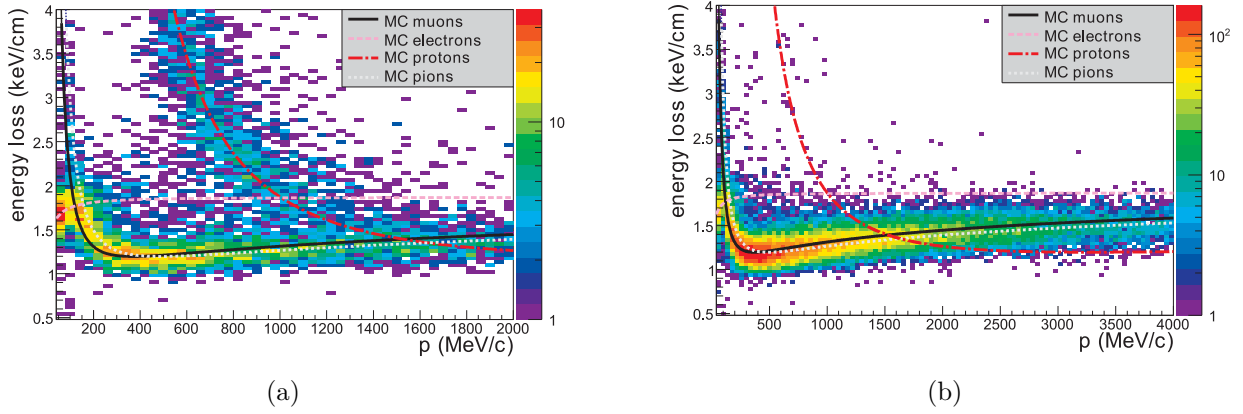 energy loss (keV/cm)
4
3.5
3
2.5
2
1.5
1
0.5
MC muons
MC electrons
MC protons
MC pions
10
1
200 400 600 800 1000 1200 1400 1600 1800 2000
p (MeV/c)
(a)
energy loss (keV/cm)
4
3.5
3
2.5
2
1.5
1
0.5
MC muons
MC electrons
MC protons
MC pions
10²
10
1
500 1000 1500 2000 2500 3000 3500 4000
p (MeV/c)
(b)